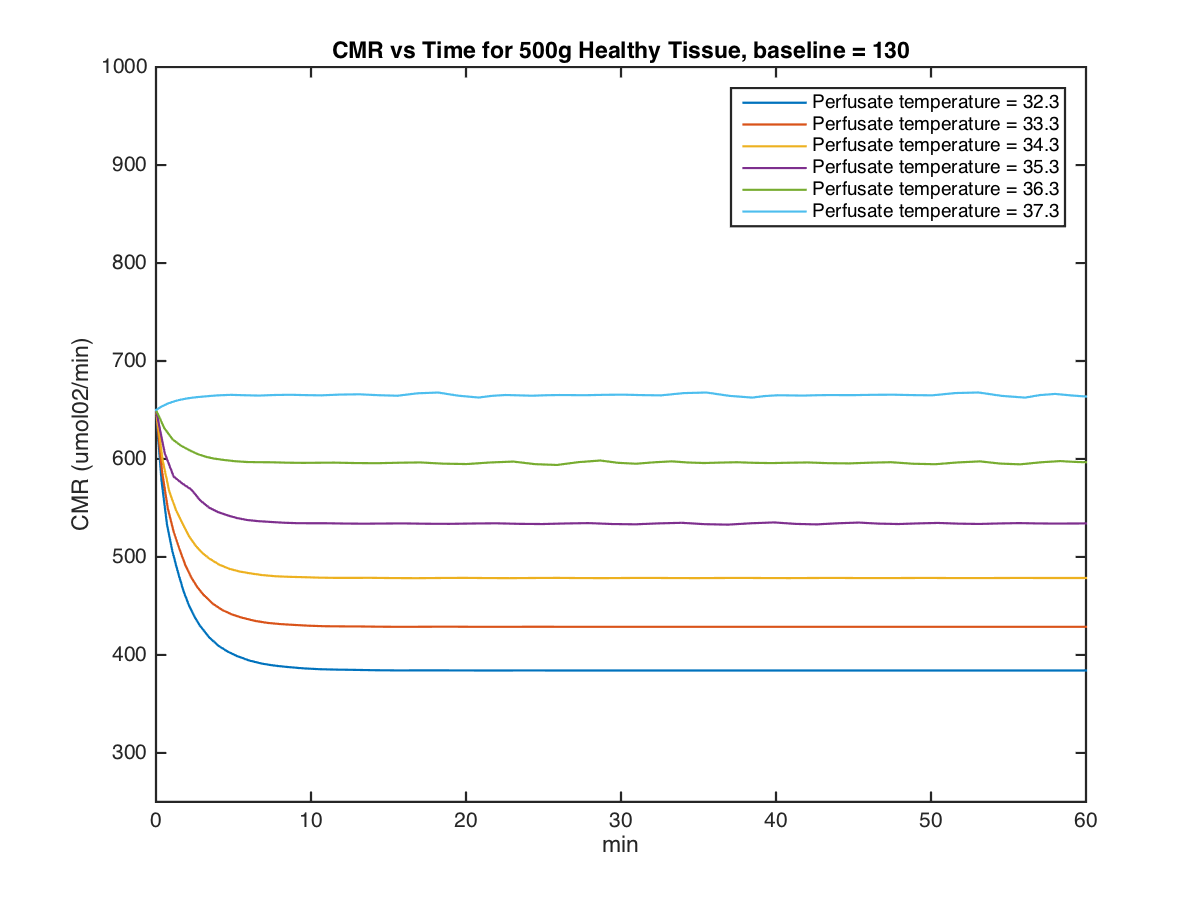 CMR vs Time for 500g Healthy Tissue, baseline = 130
1000
900
800
700
600
500
400
300
CMR (umol02/min)
Perfusate temperature = 32.3
Perfusate temperature = 33.3
Perfusate temperature = 34.3
Perfusate temperature = 35.3
Perfusate temperature = 36.3
Perfusate temperature = 37.3
0 10 20 30 40 50 60
min